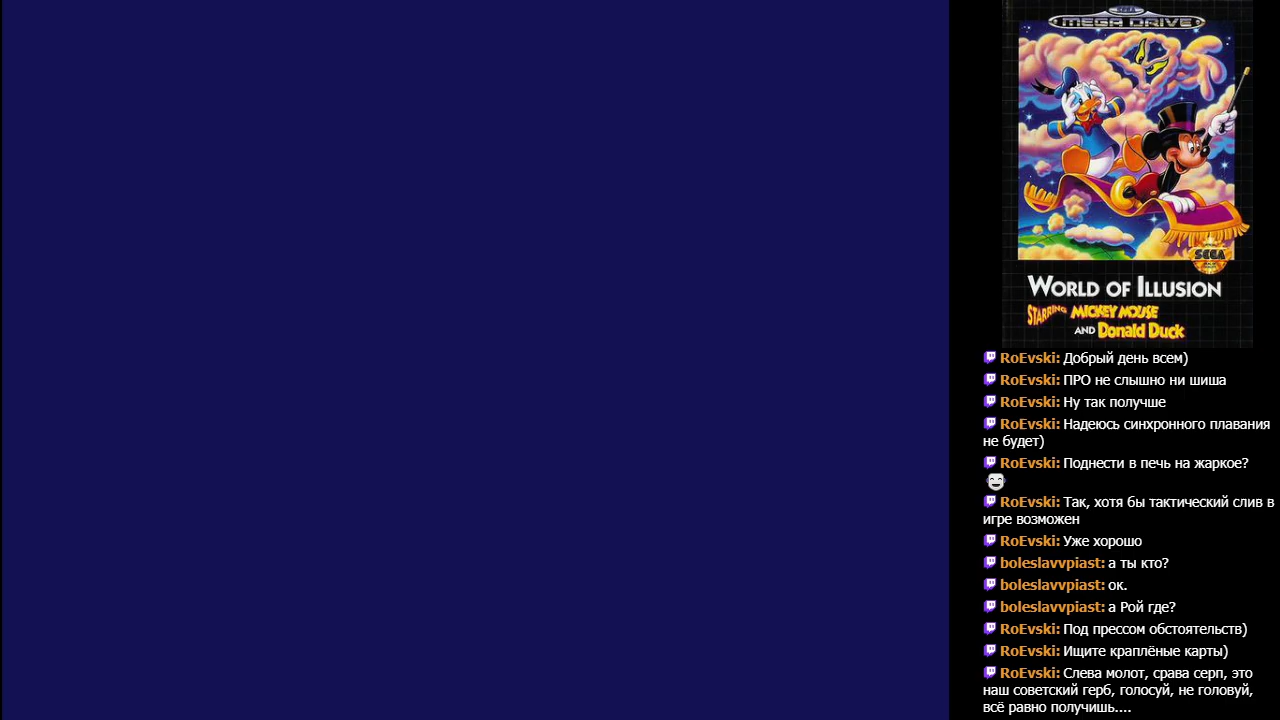 SEGA
MEGA DRIVE
SEGA
WORLD OF ILLUSION
STARRING MICKEY MOUSE
AND Donald Duck
RoEvski: Добрый день всем)
RoEvski: ПРО не слышно ни шиша
RoEvski: Ну так получше
RoEvski: Надеюсь синхронного плавания
не будет)
RoEvski: Поднести в печь на жаркое?
RoEvski: Так, хотя бы тактический слив в
игре возможен
RoEvski: Уже хорошо
boleslavvpiast: а ты кто?
boleslavvpiast: ок.
boleslavvpiast: а Рой где?
RoEvski: Под прессом обстоятельств)
RoEvski: Ищите краплёные карты)
RoEvski: Слева молот, срава серп, это
наш советский герб, голосуй, не головуй,
всё равно получишь....